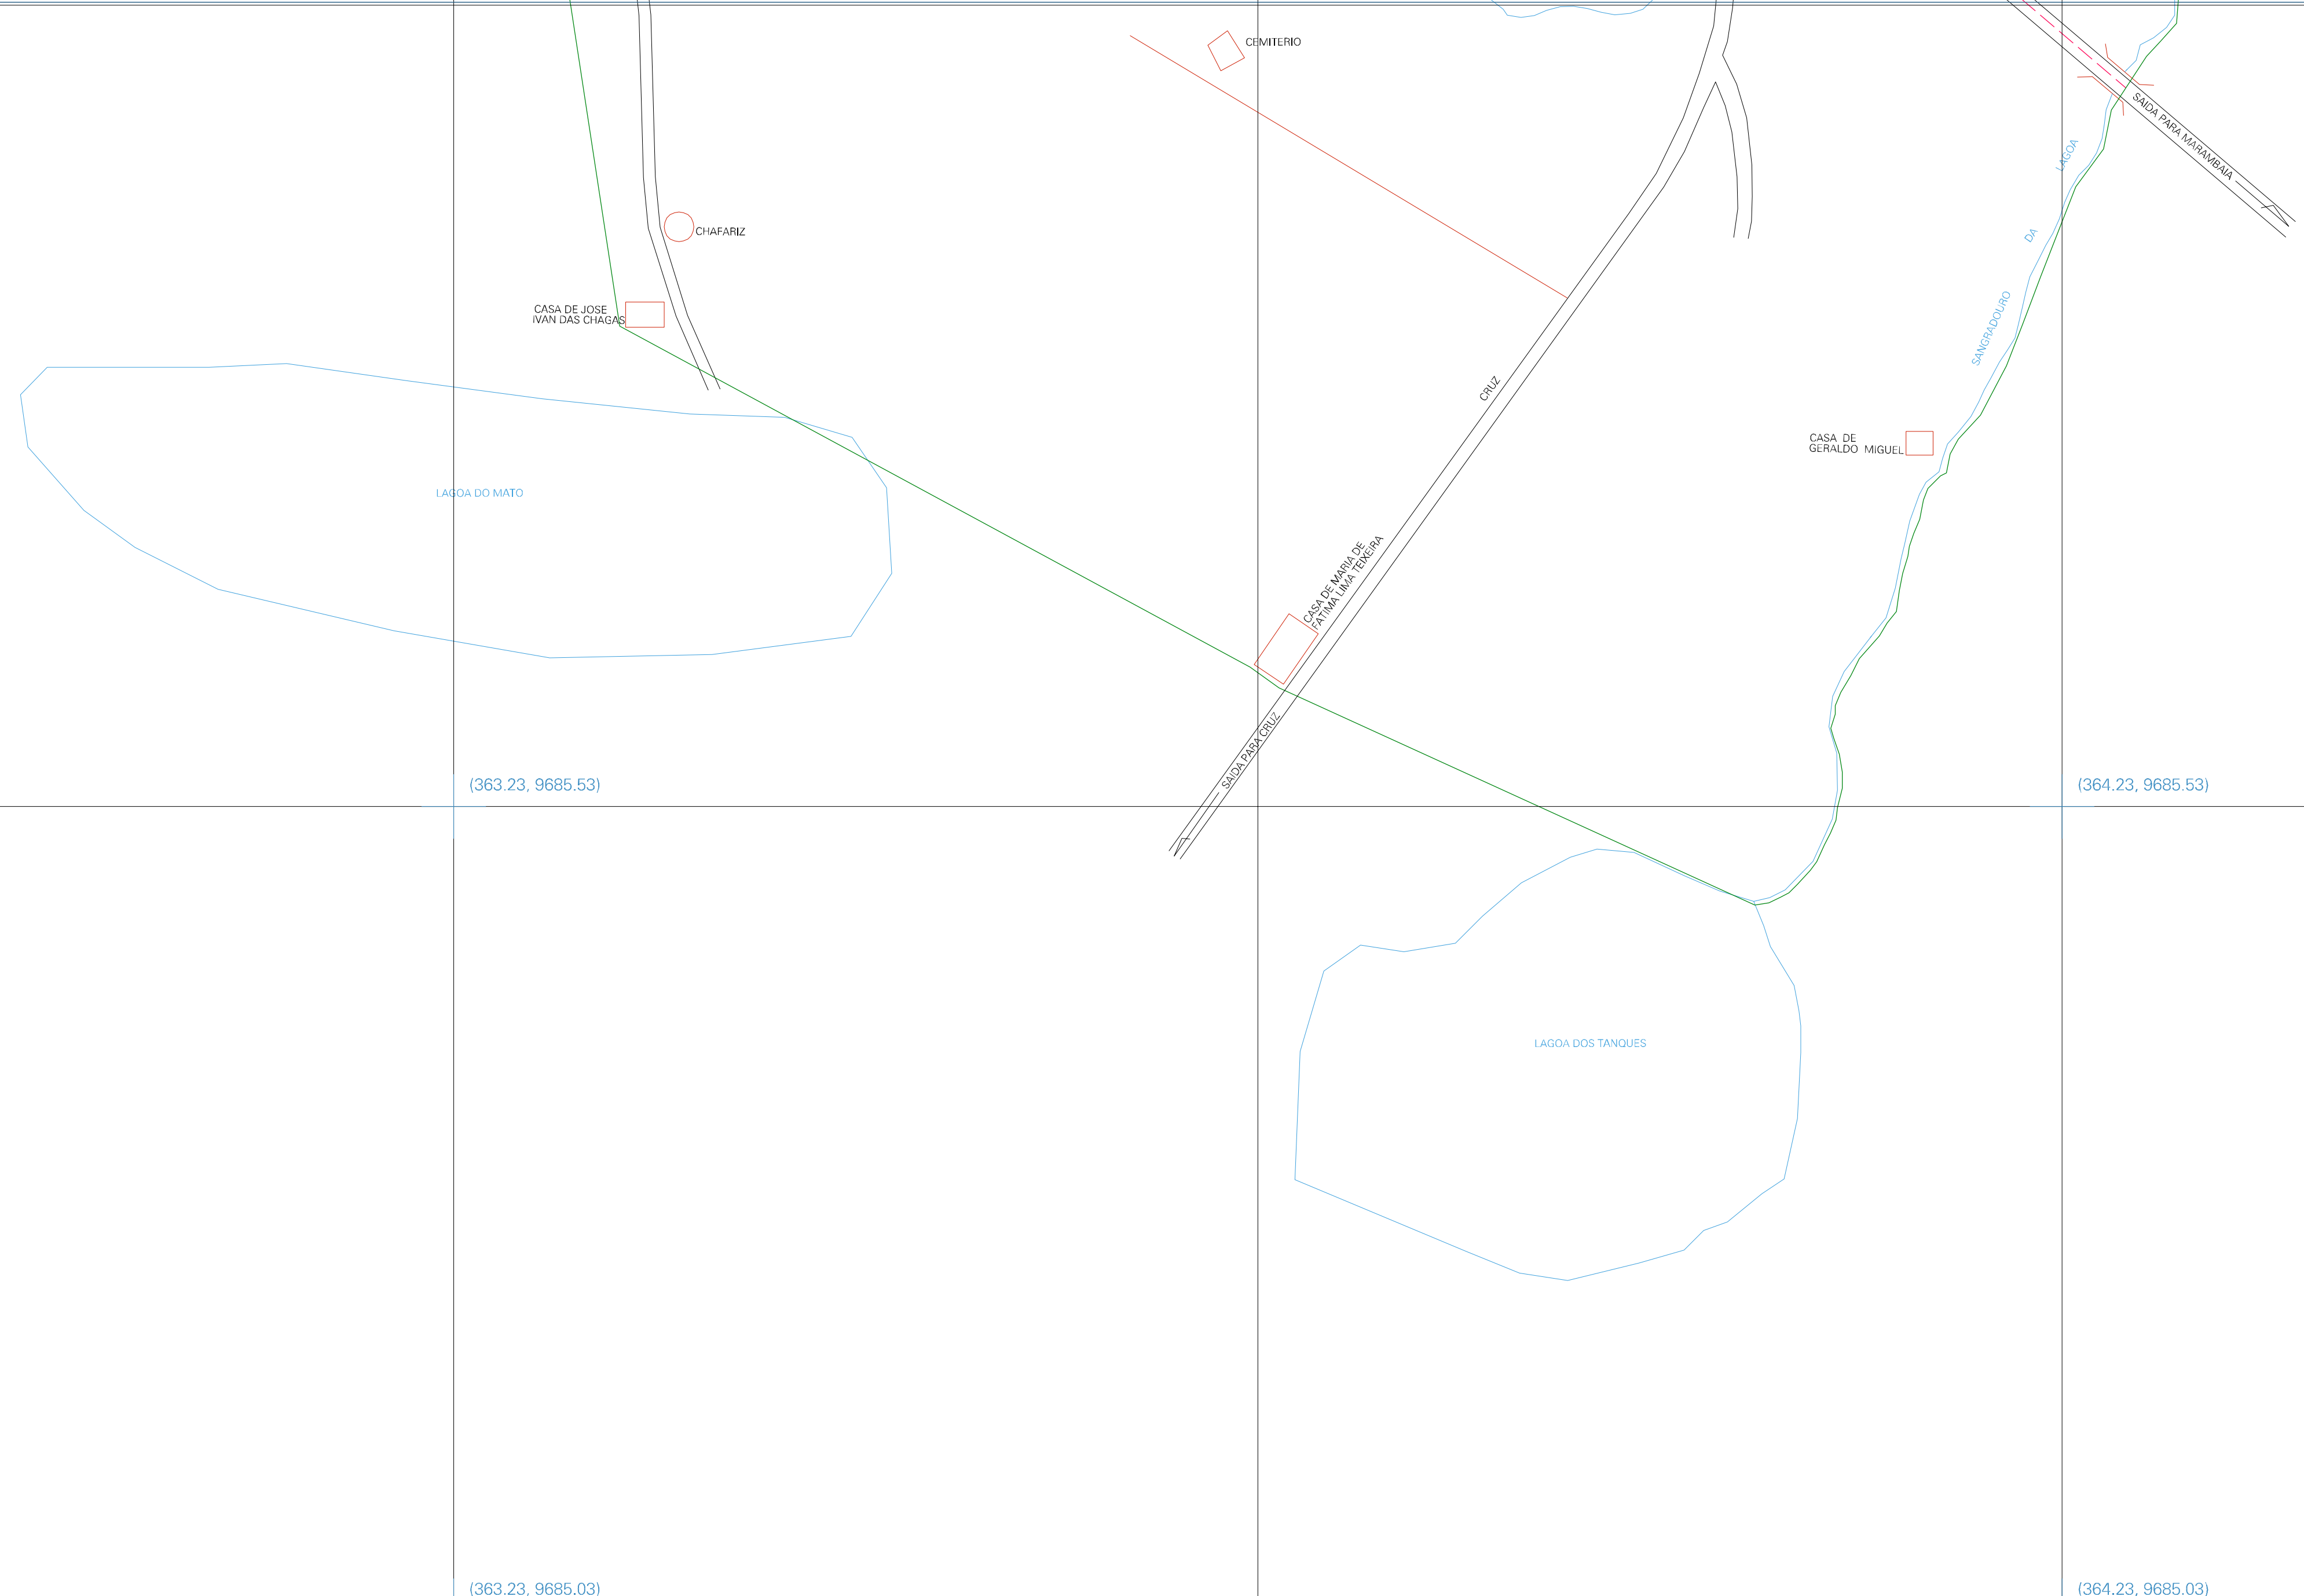 CEMITERIO
SAIDA PARA MARAMBAIA
LAGOA
DA
SANGRADOURO
CHAFARIZ
CASA DE JOSE
IVAN DAS CHAGAS
CRUZ
CASA DE
GERALDO MIGUEL
LAGOA DO MATO
CASA DE MARIA DE
FATIMA LIMA TEIXEIRA
SAIDA PARA CRUZ
(363.23, 9685.53)
(364.23, 9685.53)
LAGOA DOS TANQUES
(363.23, 9685.03)
(364.23, 9685.03)